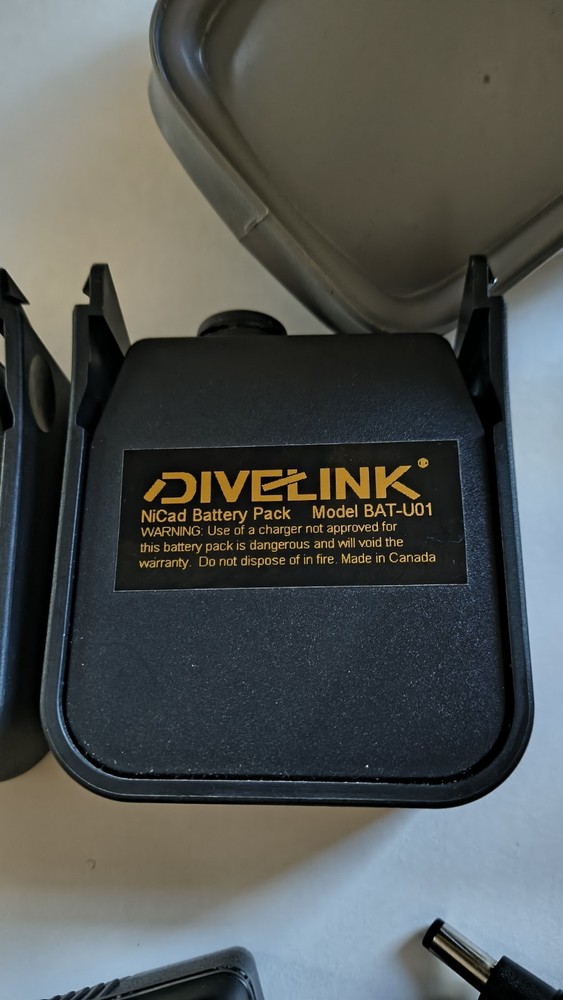 DIVELINK®
NiCad Battery Pack Model BAT-U01
WARNING: Use of a charger not approved for
this battery pack is dangerous and will void the
warranty. Do not dispose of in fire. Made in Canada